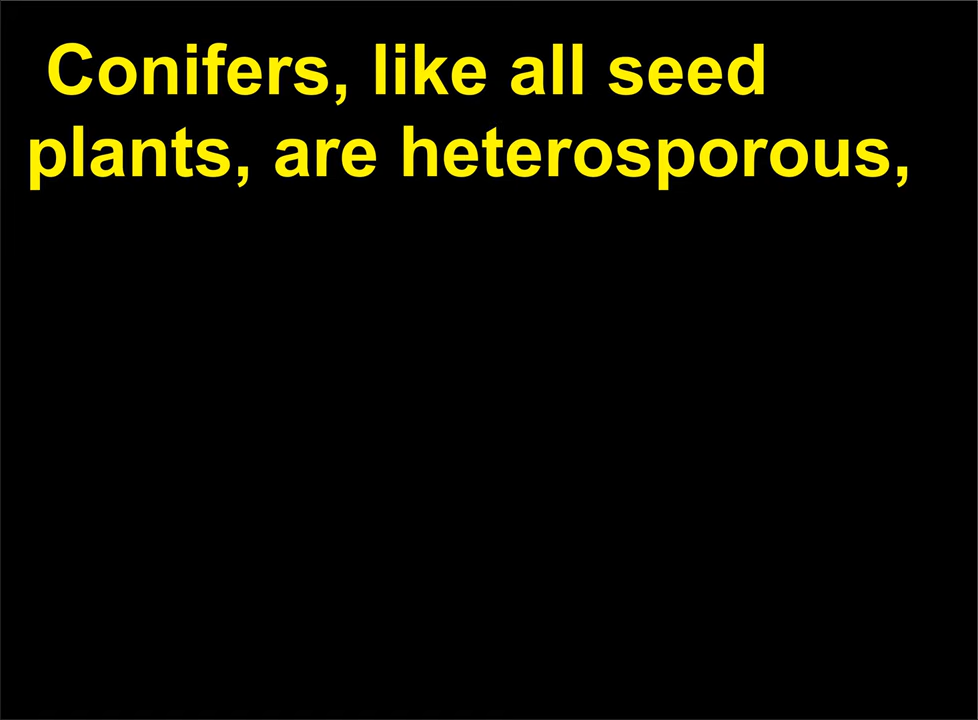 Conifers, like all seed
plants, are heterosporous,